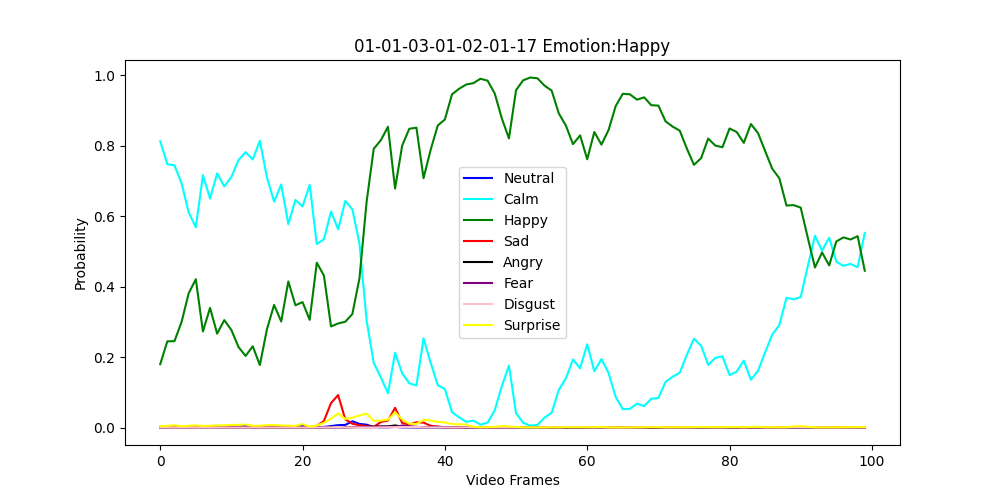 01-01-03-01-02-01-17 Emotion:Happy
Probability
1.0
0.8
0.6
0.4
0.2
0.0
Neutral
Calm
Happy
Sad
Angry
Fear
Disgust
Surprise
0 20 40 60 80 100
Video Frames